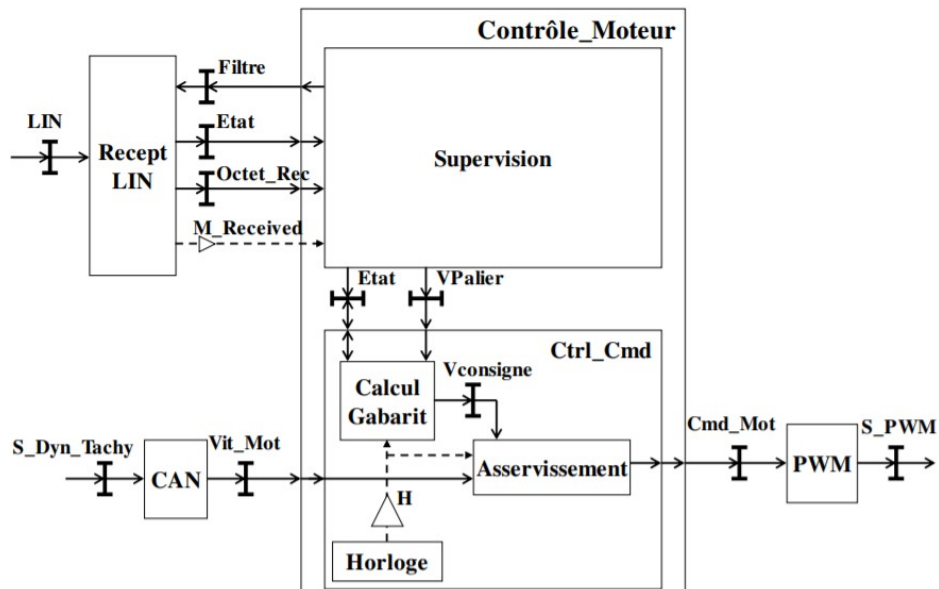 Contrôle_Moteur
Filtre
LIN
Etat
Recept
LIN
Supervision
Octet_Rec
M_Received
Etat
VPalier
Ctrl_Cmd
Vconsigne
Calcul
Gabarit
S_Dyn_Tachy
Vit_Mot
Cmd_Mot
S_PWM
CAN
Asservissement
PWM
H
Horloge